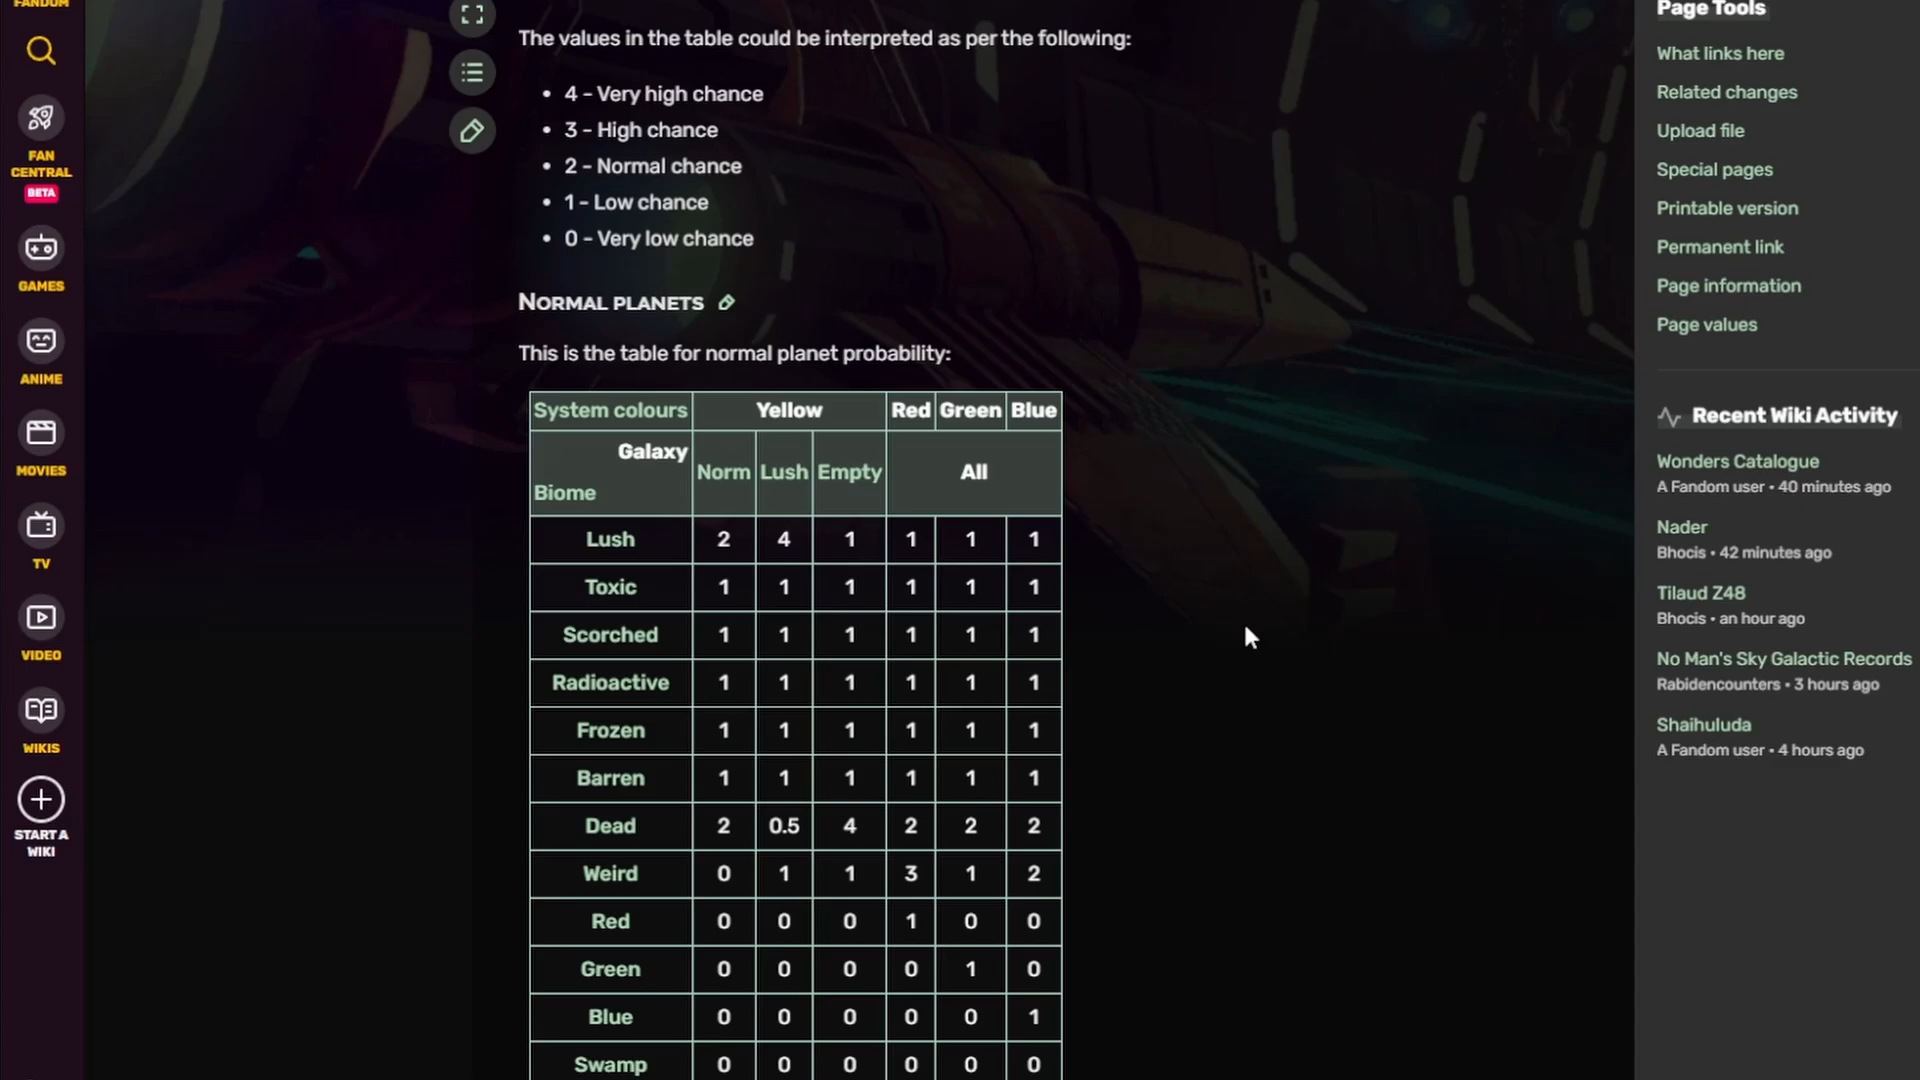 FANDOM
FAN
CENTRAL
BETA
GAMES
ANIME
MOVIES
TV
VIDEO
WIKIS
START A
WIKI
The values in the table could be interpreted as per the following:
• 4 - Very high chance
• 3 - High chance
• 2 - Normal chance
• 1 - Low chance
• 0 - Very low chance
NORMAL PLANETS
This is the table for normal planet probability:
System colours Yellow Red Green Blue
Galaxy
Biome Norm Lush Empty All
Lush 2 4 1 1 1 1
Toxic 1 1 1 1 1 1
Scorched 1 1 1 1 1 1
Radioactive 1 1 1 1 1 1
Frozen 1 1 1 1 1 1
Barren 1 1 1 1 1 1
Dead 2 0.5 4 2 2 2
Weird 0 1 1 3 1 2
Red 0 0 0 1 0 0
Green 0 0 0 0 1 0
Blue 0 0 0 0 0 1
Swamp 0 0 0 0 0 0
Page Tools
What links here
Related changes
Upload file
Special pages
Printable version
Permanent link
Page information
Page values
Recent Wiki Activity
Wonders Catalogue
A Fandom user • 40 minutes ago
Nader
Bhocis • 42 minutes ago
Tilaud Z48
Bhocis • an hour ago
No Man's Sky Galactic Records
Rabidencounters • 3 hours ago
Shaihuluda
A Fandom user • 4 hours ago